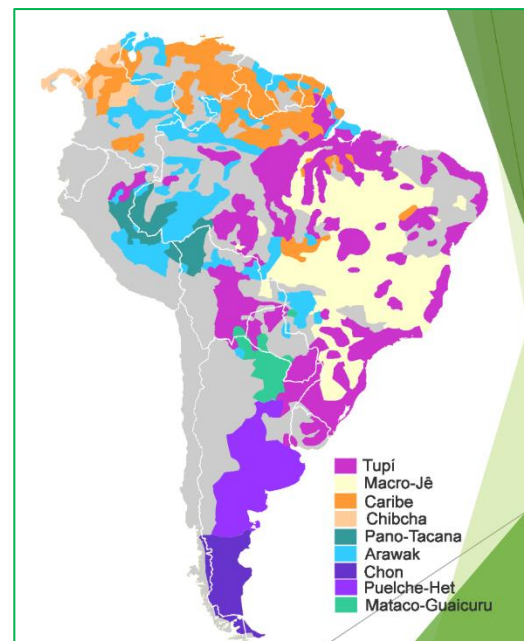 Tupí
Macro-Jê
Caribe
Chibcha
Pano-Tacana
Arawak
Chon
Puelche-Het
Mataco-Guaicuru